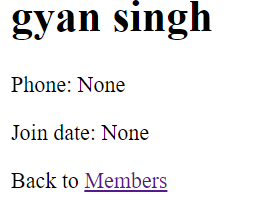 gyan singh
Phone: None
Join date: None
Back to Members